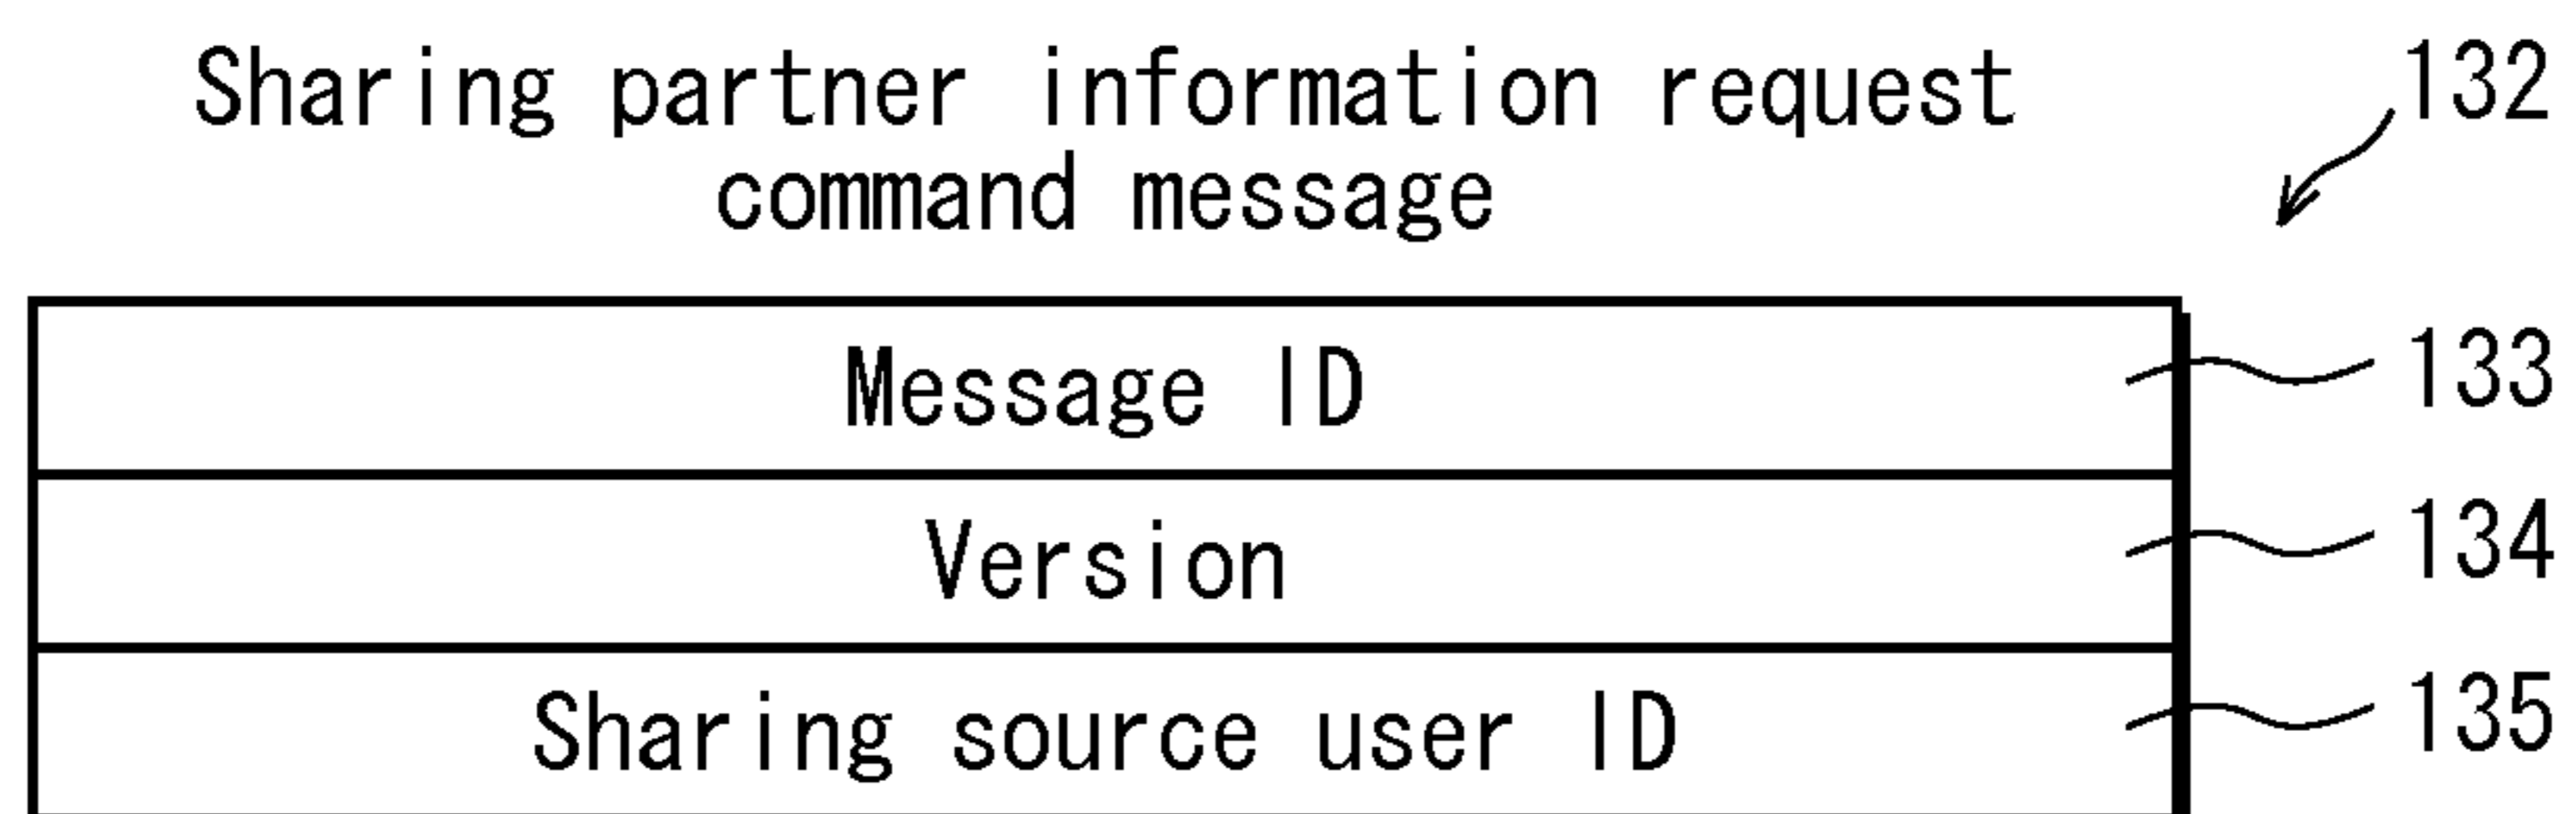 Sharing partner information request
command message
132
Message ID
133
Version
134
Sharing source user ID
135